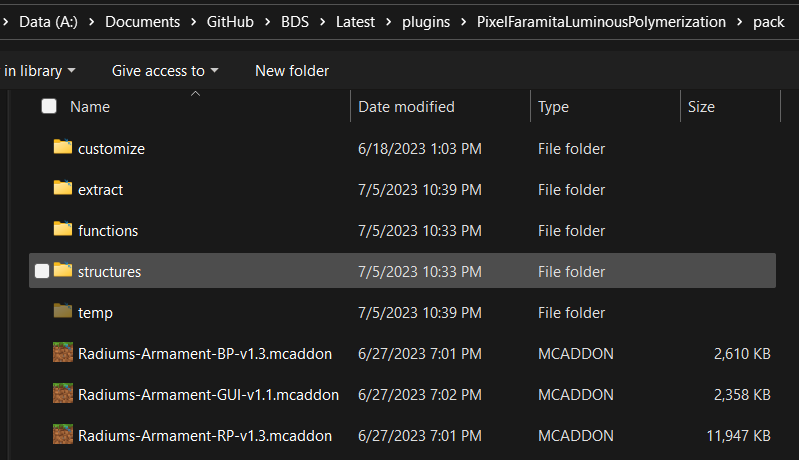 Data (A:) > Documents > GitHub > BDS > Latest > plugins > PixelFaramitaLuminousPolymerization > pack
in library Give access to New folder
Name Date modified Type Size
customize 6/18/2023 1:03 PM File folder
extract 7/5/2023 10:39 PM File folder
functions 7/5/2023 10:33 PM File folder
structures 7/5/2023 10:33 PM File folder
temp 7/5/2023 10:39 PM File folder
Radiums-Armament-BP-v1.3.mcaddon 6/27/2023 7:01 PM MCADDON 2,610 KB
Radiums-Armament-GUI-v1.1.mcaddon 6/27/2023 7:02 PM MCADDON 2,358 KB
Radiums-Armament-RP-v1.3.mcaddon 6/27/2023 7:01 PM MCADDON 11,947 KB